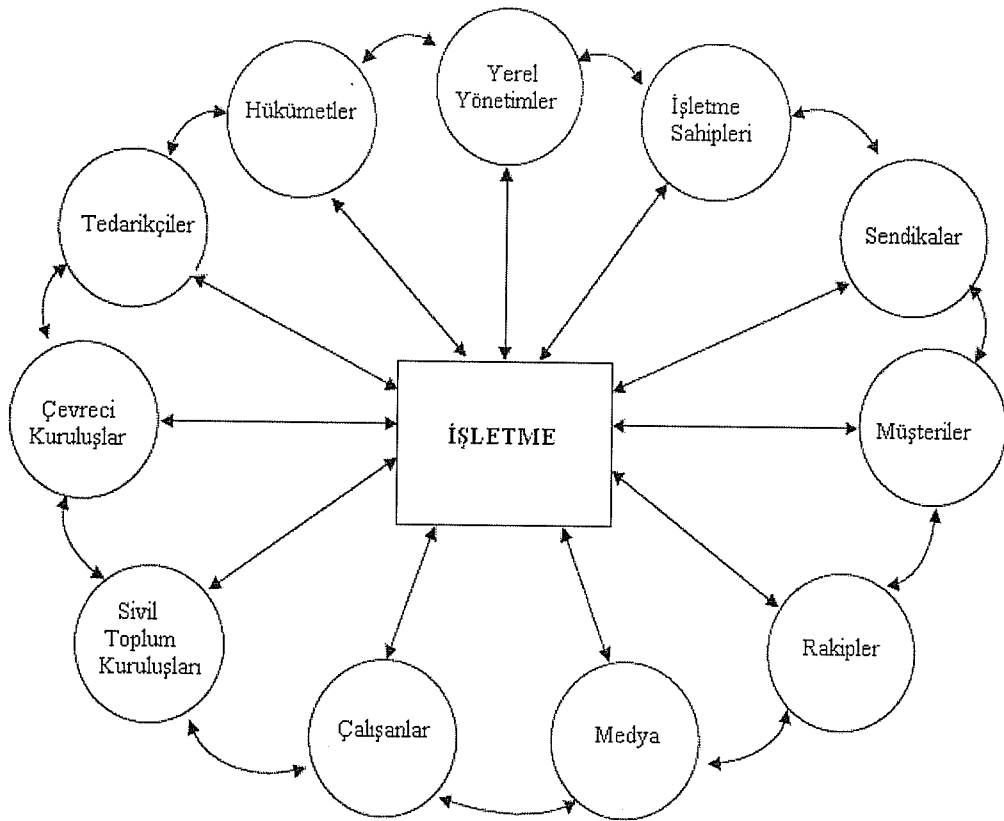 Yerel
Yönetimler
Hükümetler
İşletme
Sahipleri
Tedarikçiler
Sendikalar
Çevreci
Kuruluşlar
İŞLETME
Müşteriler
Sivil
Toplum
Kuruluşları
Rakipler
Çalışanlar
Medya